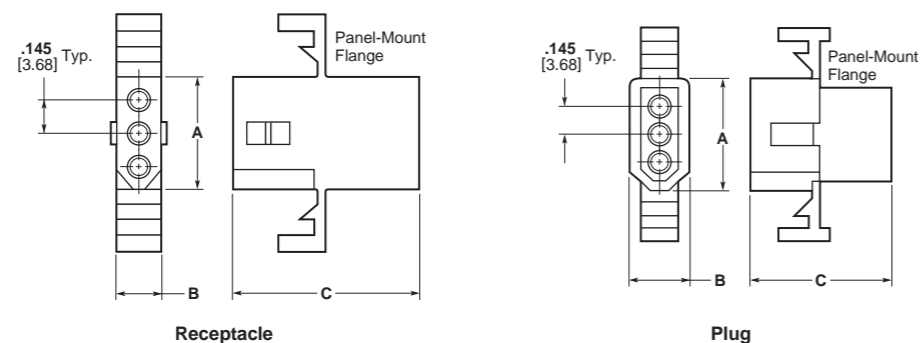 .145
[3.68] Typ.
Panel-Mount
Flange
A
B
C
Receptacle
.145
[3.68] Typ.
Panel-Mount
Flange
A
B
C
Plug